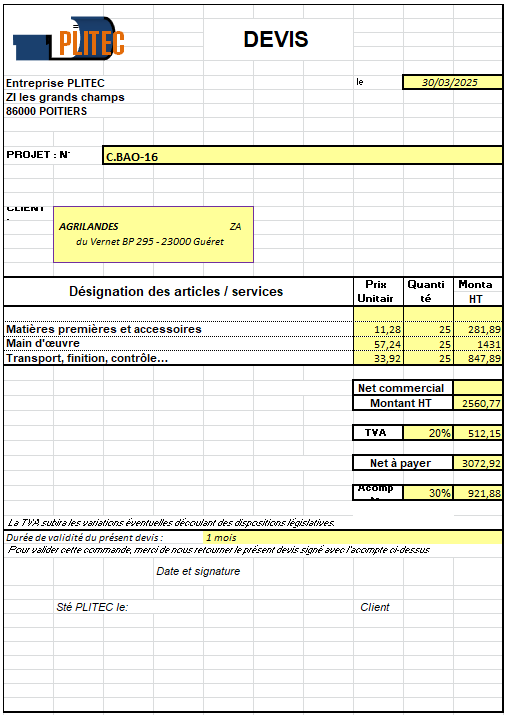 PLITEC
DEVIS
Entreprise PLITEC le 30/03/2025
ZI les grands champs
86000 POITIERS
PROJET : N° C.BAO-16
CLIENT
AGRILANDES ZA
du Vernet BP 295 - 23000 Guéret
Désignation des articles / services Prix Unitair Quanti té Monta HT
Matières premières et accessoires 11,28 25 281,89
Main d'œuvre 57,24 25 1431
Transport, finition, contrôle... 33,92 25 847,89
Net commercial
Montant HT 2560,77
TVA 20% 512,15
Net à payer 3072,92
Acomp 30% 921,88
La TVA subira les variations éventuelles découlant des dispositions législatives.
Durée de validité du présent devis : 1 mois
Pour valider cette commande, merci de nous retourner le présent devis signé avec l'acompte ci-dessus
Date et signature
Sté PLITEC le: Client